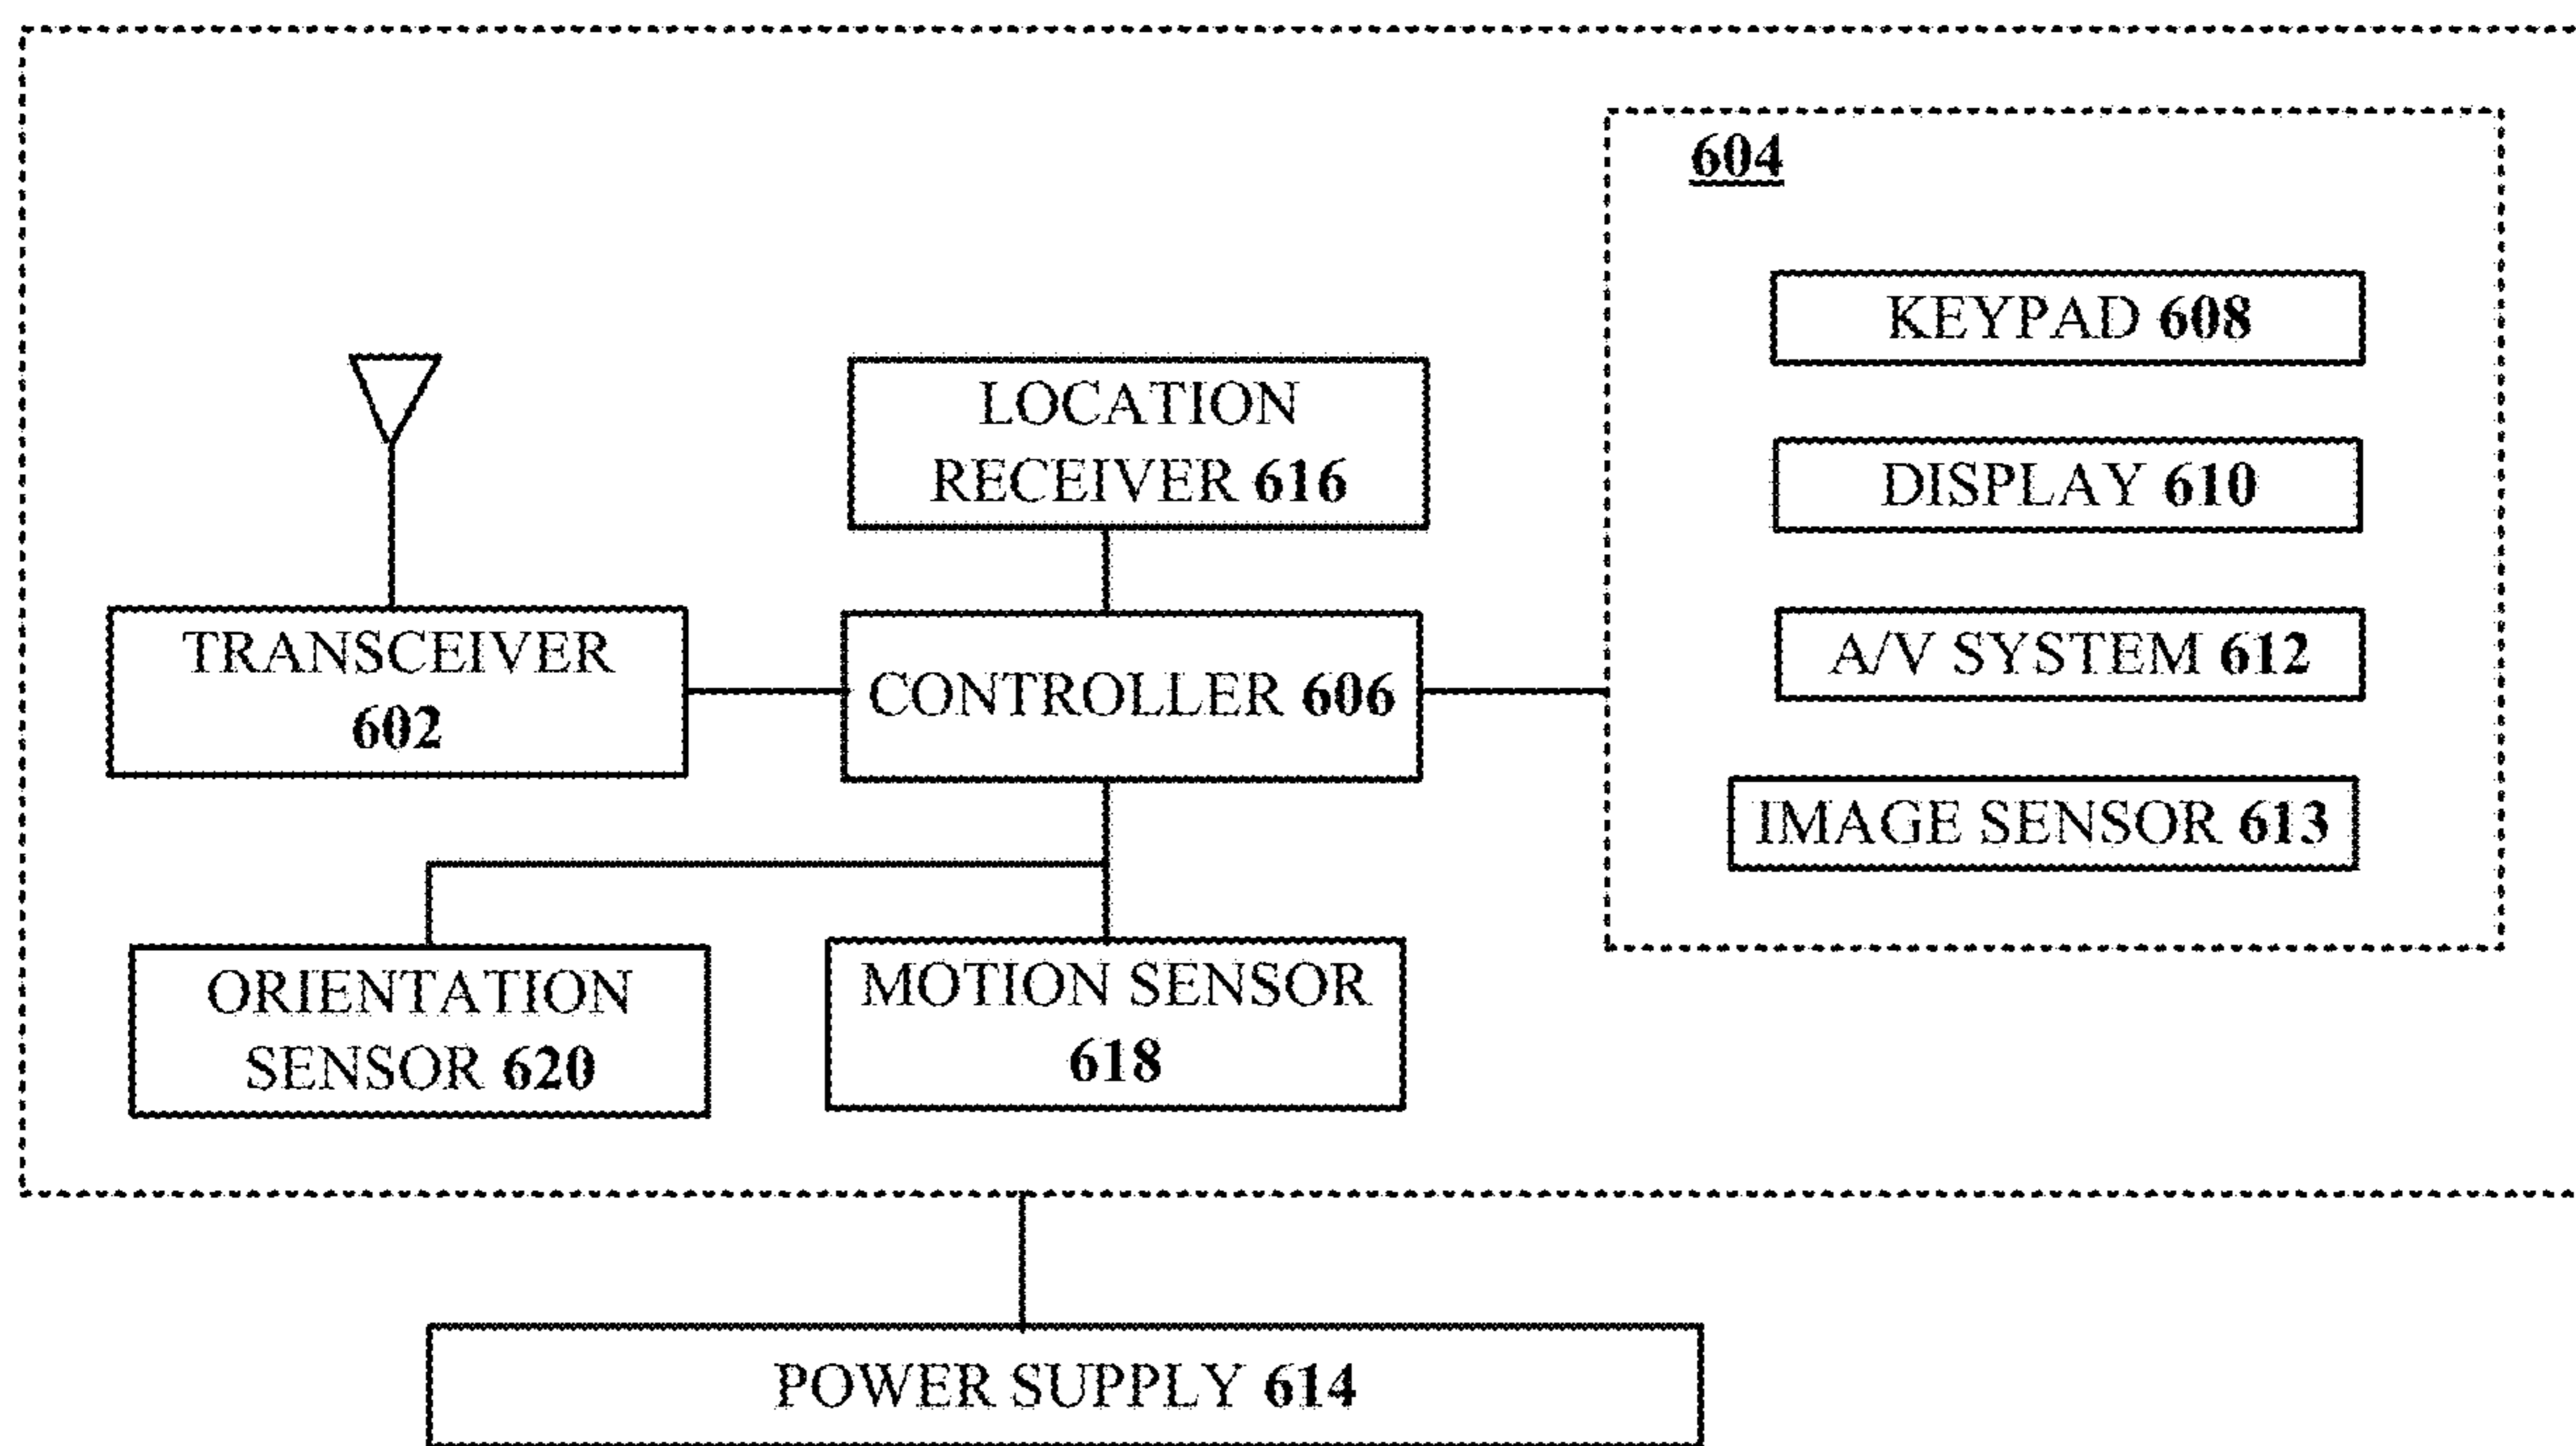 604
KEYPAD 608
LOCATION
RECEIVER 616
DISPLAY 610
TRANSCEIVER
602
CONTROLLER 606
A/V SYSTEM 612
IMAGE SENSOR 613
ORIENTATION
SENSOR 620
MOTION SENSOR
618
POWER SUPPLY 614